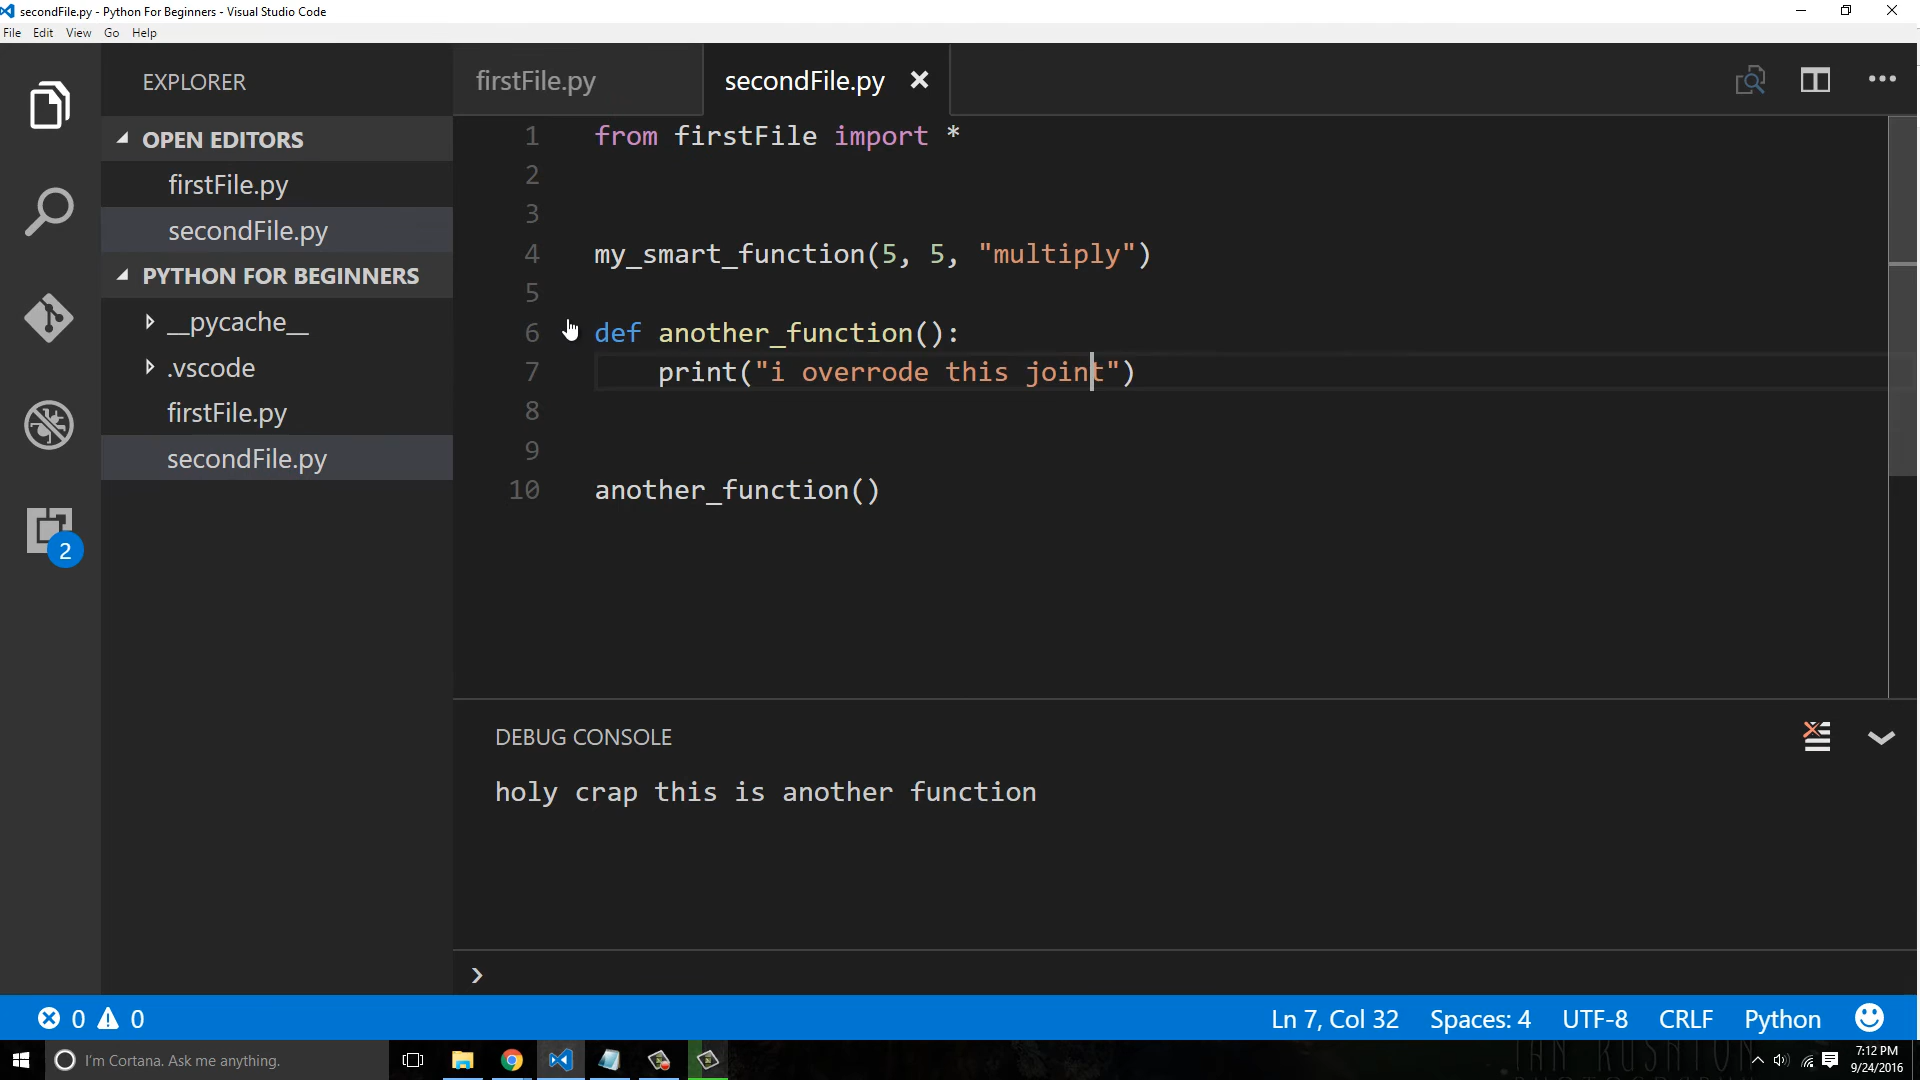 secondFile.py - Python For Beginners - Visual Studio Code
File Edit View Go Help
EXPLORER
OPEN EDITORS
firstFile.py
secondFile.py
PYTHON FOR BEGINNERS
__pycache__
.vscode
firstFile.py
secondFile.py
2
firstFile.py secondFile.py
1 from firstFile import *
2
3
4 my_smart_function(5, 5, "multiply")
5
6 def another_function():
7 print("i overrode this joint")
8
9
10 another_function()
DEBUG CONSOLE
holy crap this is another function
0 0 Ln 7, Col 32 Spaces: 4 UTF-8 CRLF Python
I'm Cortana. Ask me anything.
IAN RUSHTON
7:12 PM
9/24/2016